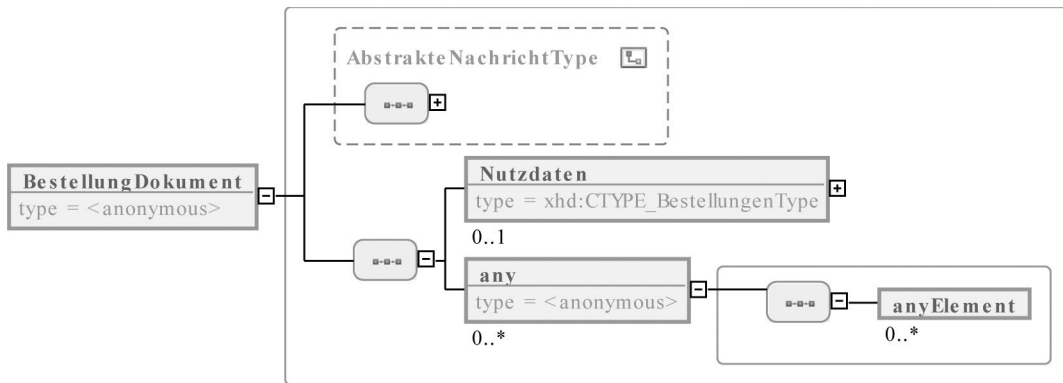 AbstrakteNachrichtType
BestellungDokument
type = <anonymous>
Nutzdaten
type = xhd:CTYPE_BestellungenType
0..1
any
type = <anonymous>
0..*
anyElement
0..*